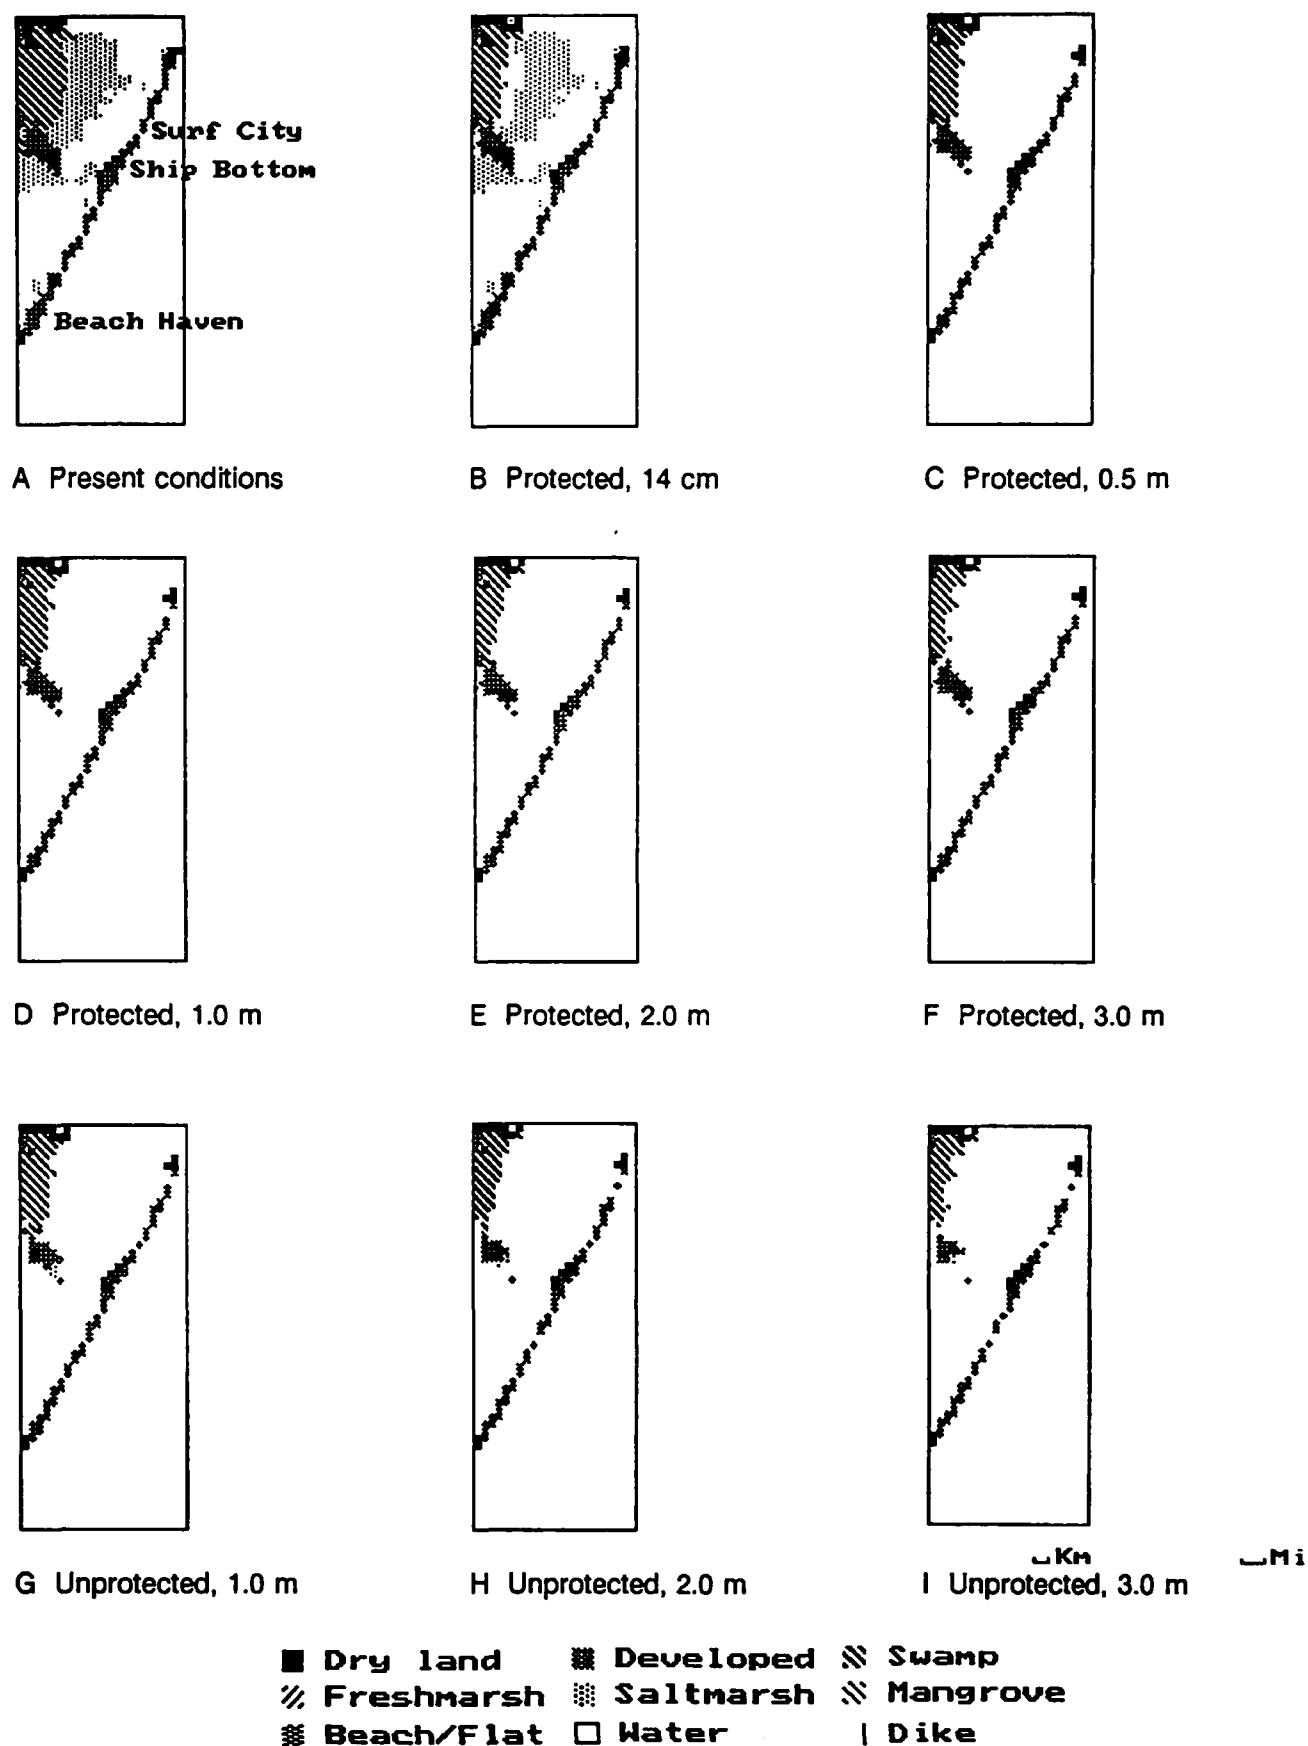 Surf City
Ship Bottom
Beach Haven
A Present conditions
B Protected, 14 cm
C Protected, 0.5 m
D Protected, 1.0 m
E Protected, 2.0 m
F Protected, 3.0 m
Km
Mi
G Unprotected, 1.0 m
H Unprotected, 2.0 m
I Unprotected, 3.0 m
Dry land
Developed
Swamp
Freshmarsh
Saltmarsh
Mangrove
Beach/Flat
Water
Dike